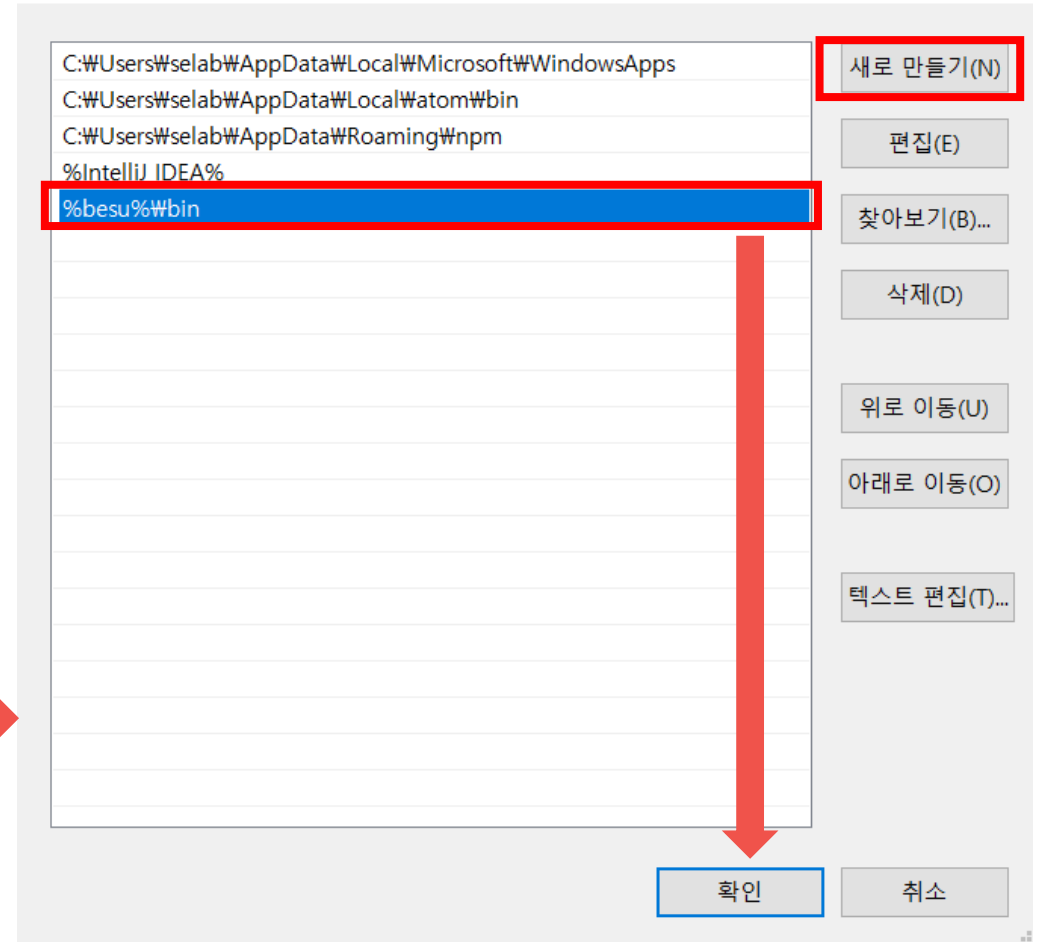 C:₩Users₩selab₩AppData₩Local₩Microsoft₩WindowsApps
C:₩Users₩selab₩AppData₩Local₩atom₩bin
C:₩Users₩selab₩AppData₩Roaming₩npm
%IntelliJ IDEA%
%besu%₩bin
새로 만들기(N)
편집(E)
찾아보기(B)...
삭제(D)
위로 이동(U)
아래로 이동(O)
텍스트 편집(T)...
확인
취소